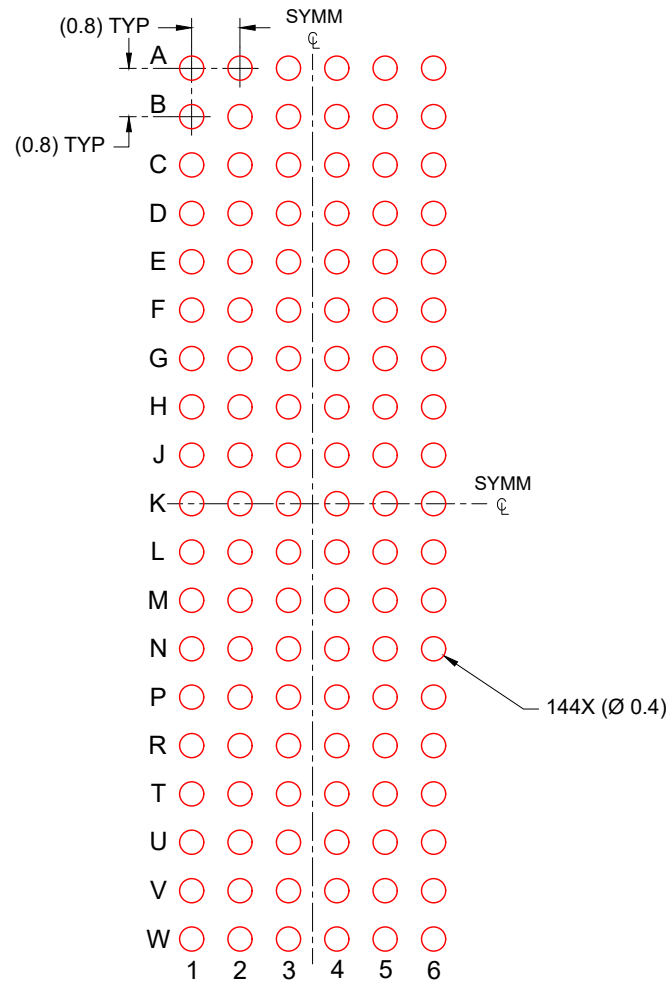 (0.8) TYP
SYMM
℄
A
B
(0.8) TYP
C
D
E
F
G
H
J
K
SYMM
℄
L
M
N
P
144X (Ø 0.4)
R
T
U
V
W
1 2 3 4 5 6